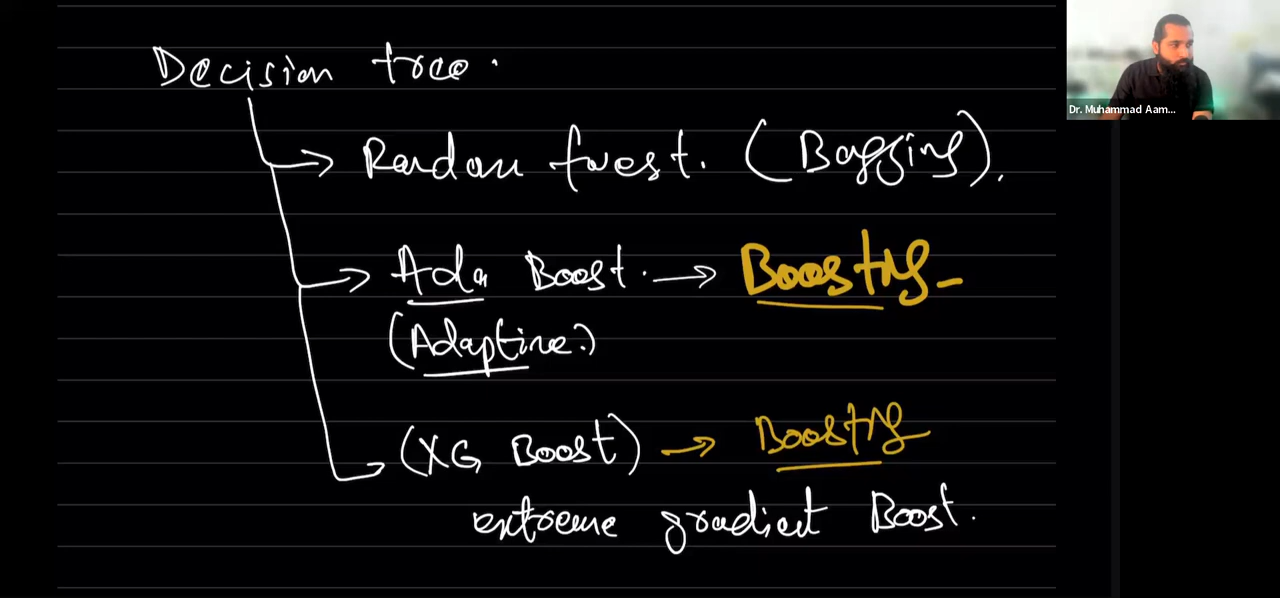 Decision tree.
Dr. Muhammad Aam...
Random forest. (Bagging).
Ada Boost. → Boosting
(Adaptive)
(XG Boost) → Boosting
extreme gradient Boost.